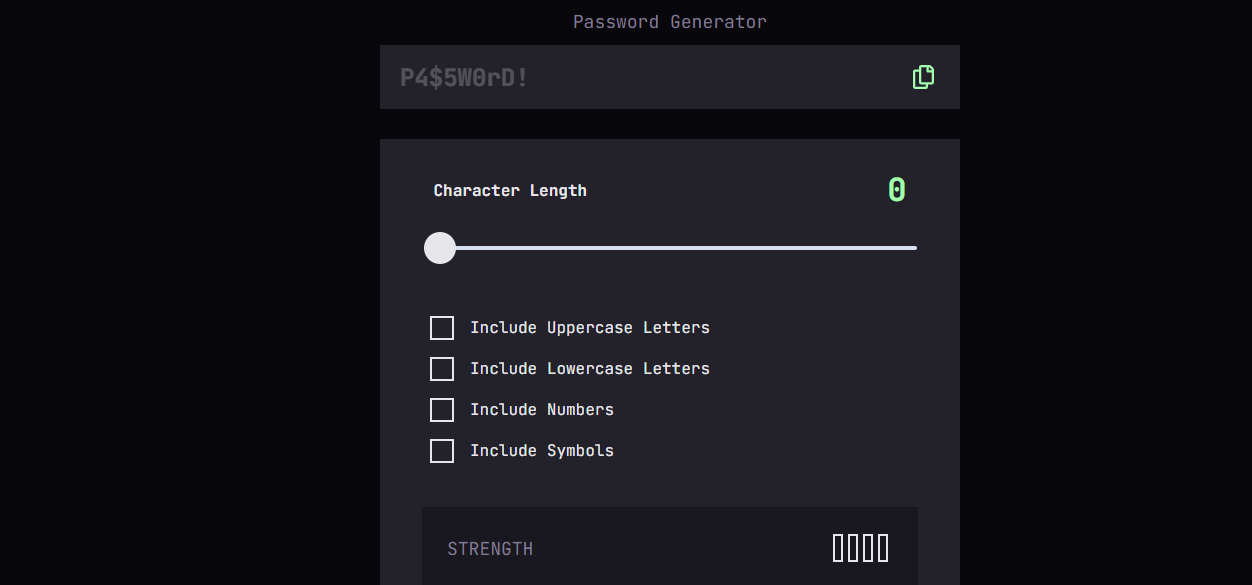 Password Generator
P4$5W0rD!
Character Length
0
Include Uppercase Letters
Include Lowercase Letters
Include Numbers
Include Symbols
STRENGTH